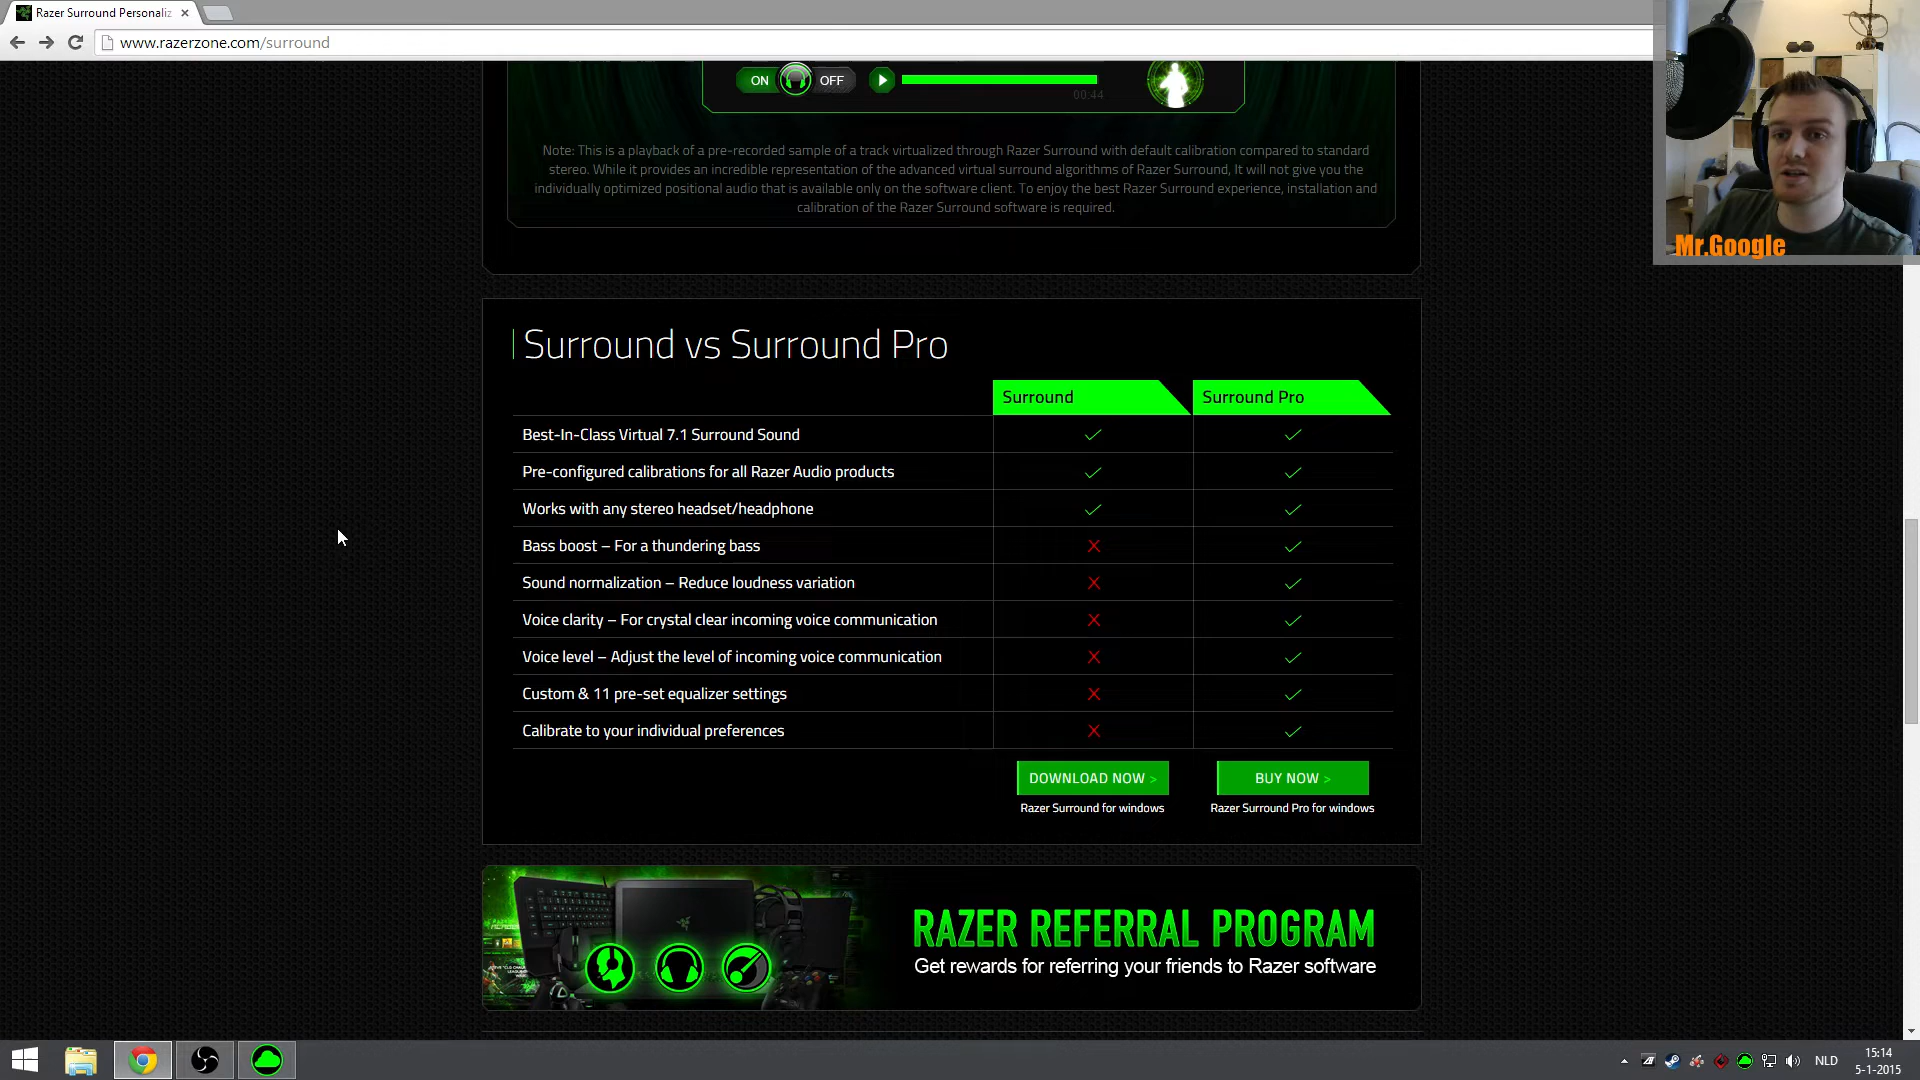 Razer Surround Personaliz
www.razerzone.com/surround
ON OFF
00:44
Note: This is a playback of a pre-recorded sample of a track virtualized through Razer Surround with default calibration compared to standard
stereo. While it provides an incredible representation of the advanced virtual surround algorithms of Razer Surround, It will not give you the
individually optimized positional audio that is available only on the software client. To enjoy the best Razer Surround experience, installation and
calibration of the Razer Surround software is required.
Mr.Google
Surround vs Surround Pro
Surround Surround Pro
Best-In-Class Virtual 7.1 Surround Sound
Pre-configured calibrations for all Razer Audio products
Works with any stereo headset/headphone
Bass boost – For a thundering bass
Sound normalization – Reduce loudness variation
Voice clarity – For crystal clear incoming voice communication
Voice level – Adjust the level of incoming voice communication
Custom & 11 pre-set equalizer settings
Calibrate to your individual preferences
DOWNLOAD NOW > BUY NOW >
Razer Surround for windows Razer Surround Pro for windows
RAZER REFERRAL PROGRAM
Get rewards for referring your friends to Razer software
NLD
15:14
5-1-2015